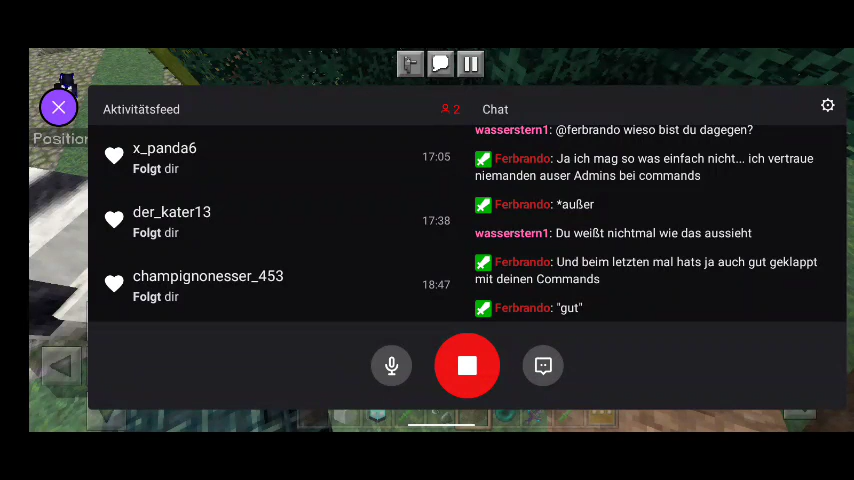 Position
Aktivitätsfeed
2
x_panda6
Folgt dir
17:05
der_kater13
Folgt dir
17:38
champignonesser_453
Folgt dir
18:47
Chat
wasserstern1: @ferbrando wieso bist du dagegen?
Ferbrando: Ja ich mag so was einfach nicht... ich vertraue
niemanden auser Admins bei commands
Ferbrando: *außer
wasserstern1: Du weißt nichtmal wie das aussieht
Ferbrando: Und beim letzten mal hats ja auch gut geklappt
mit deinen Commands
Ferbrando: "gut"